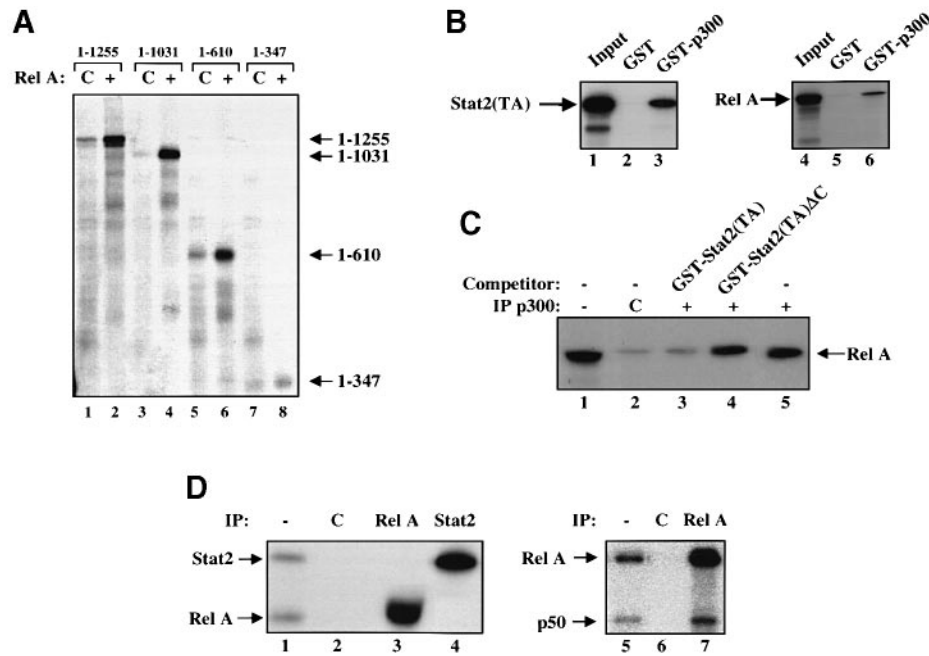 A
1-1255 1-1031 1-610 1-347
Rel A: C + C + C + C +
1-1255
1-1031
1-610
1-347
1 2 3 4 5 6 7 8
B
Input GST GST-p300
Stat2(TA)
1 2 3
Input GST GST-p300
Rel A
4 5 6
C
GST-Stat2(TA) GST-Stat2(TA)ΔC
Competitor: - - -
IP p300: - C + + +
Rel A
1 2 3 4 5
D
IP: - C Rel A Stat2
Stat2
Rel A
1 2 3 4
IP: - C Rel A
Rel A
p50
5 6 7